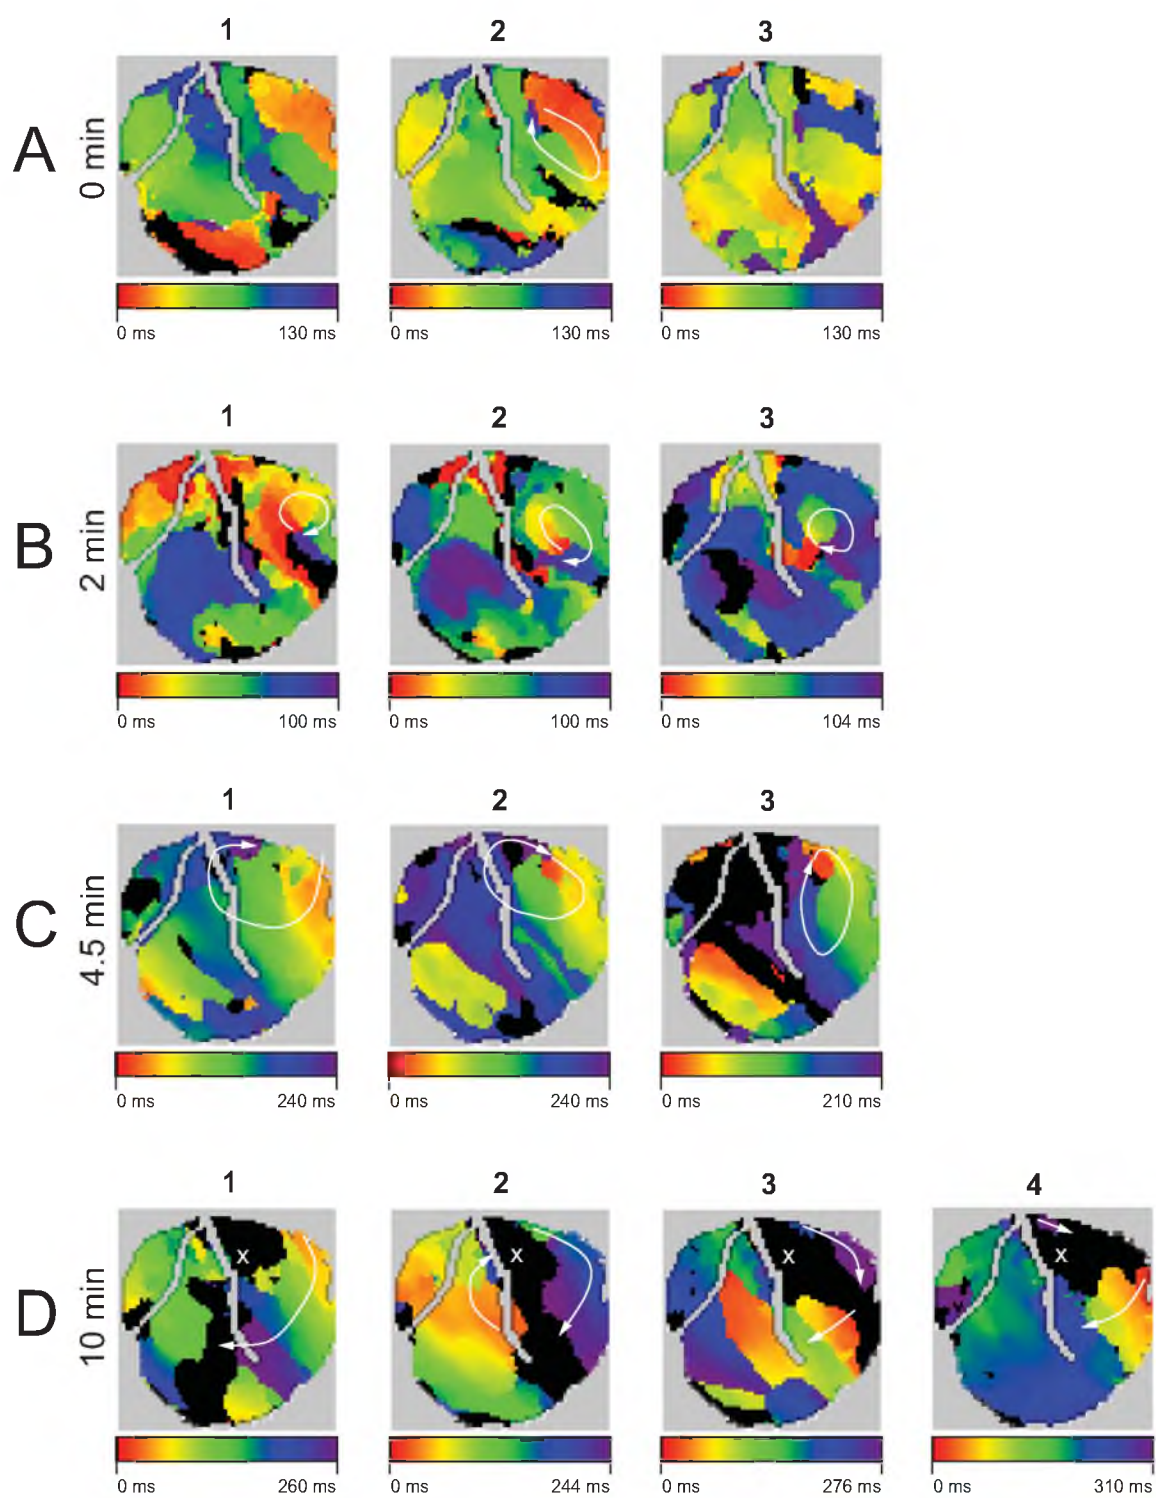 1 2 3
A 0 min
0 ms 130 ms 0 ms 130 ms 0 ms 130 ms
1 2 3
B 2 min
0 ms 100 ms 0 ms 100 ms 0 ms 104 ms
1 2 3
C 4.5 min
0 ms 240 ms 0 ms 240 ms 0 ms 210 ms
1 2 3 4
D 10 min
x x x x
0 ms 260 ms 0 ms 244 ms 0 ms 276 ms 0 ms 310 ms